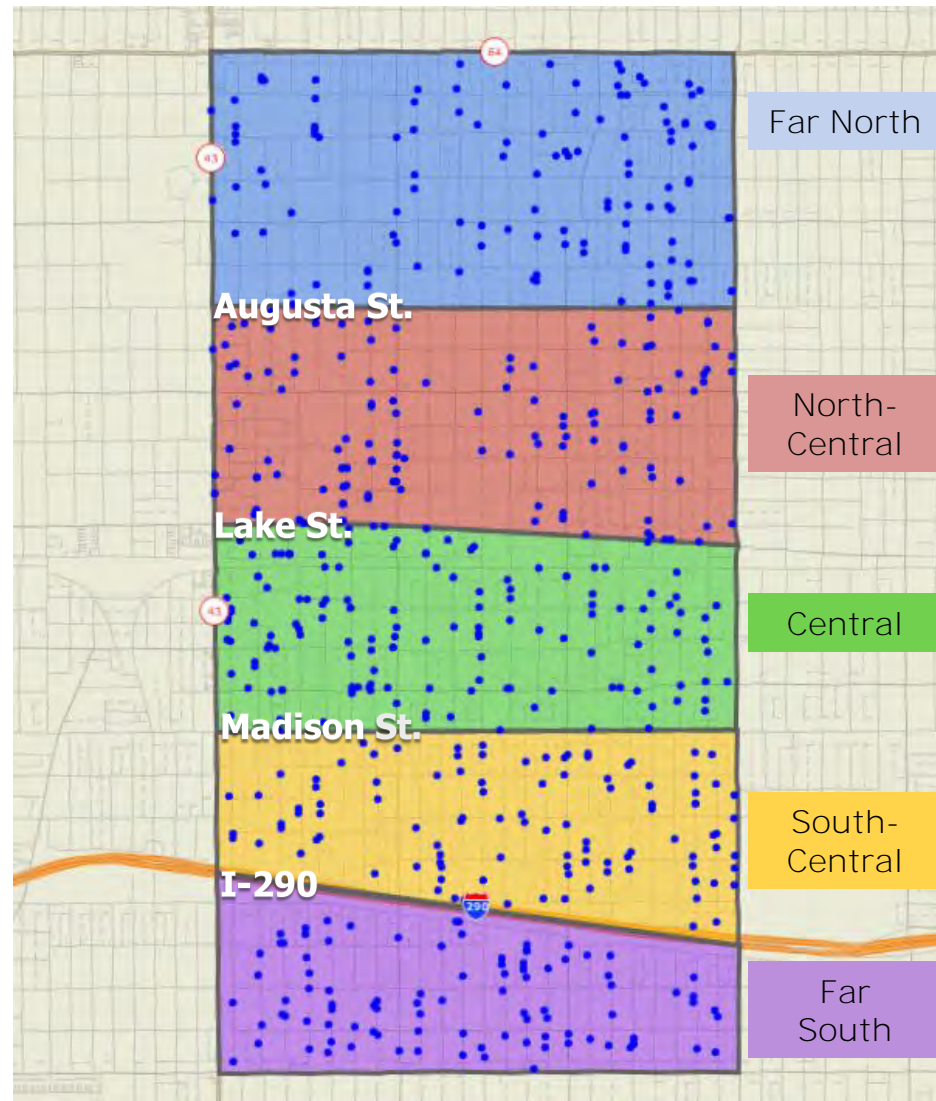 64
Far North
43
Augusta St.
North-
Central
Lake St.
43
Central
Madison St.
South-
Central
I-290
290
Far
South